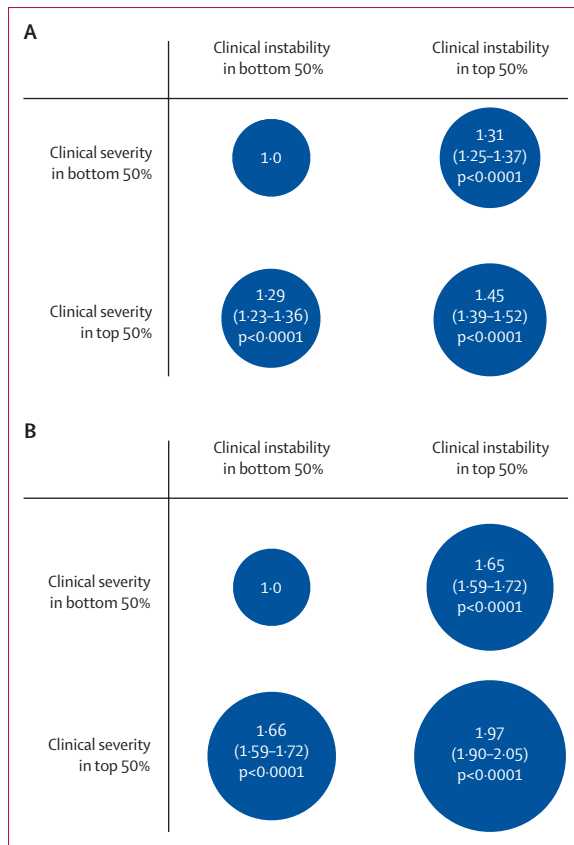 A
Clinical instability
in bottom 50%
Clinical instability
in top 50%
Clinical severity
in bottom 50%
1·0
1·31
(1·25–1·37)
p<0·0001
Clinical severity
in top 50%
1·29
(1·23–1·36)
p<0·0001
1·45
(1·39–1·52)
p<0·0001
B
Clinical instability
in bottom 50%
Clinical instability
in top 50%
Clinical severity
in bottom 50%
1·0
1·65
(1·59–1·72)
p<0·0001
Clinical severity
in top 50%
1·66
(1·59–1·72)
p<0·0001
1·97
(1·90–2·05)
p<0·0001